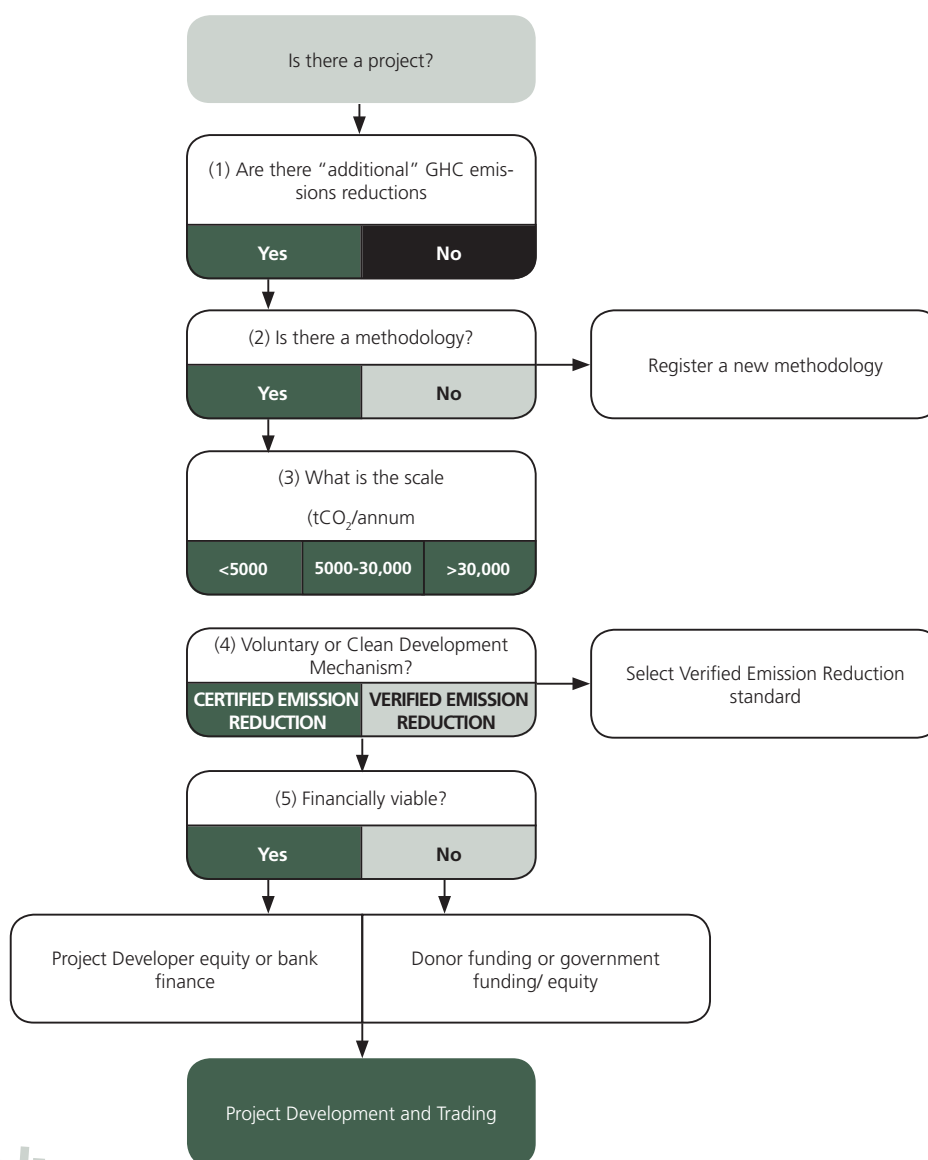 Is there a project?
(1) Are there “additional” GHC emis-
sions reductions
Yes No
(2) Is there a methodology?
Yes No
Register a new methodology
(3) What is the scale
(tCO₂/annum
<5000 5000-30,000 >30,000
(4) Voluntary or Clean Development
Mechanism?
CERTIFIED EMISSION
REDUCTION
VERIFIED EMISSION
REDUCTION
Select Verified Emission Reduction
standard
(5) Financially viable?
Yes No
Project Developer equity or bank
finance
Donor funding or government
funding/ equity
Project Development and Trading